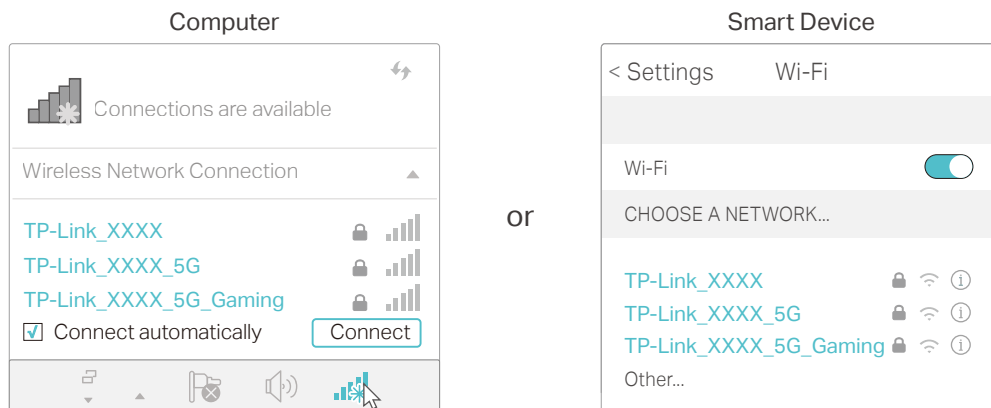 Computer
Connections are available
Wireless Network Connection
TP-Link_XXXX
TP-Link_XXXX_5G
TP-Link_XXXX_5G_Gaming
Connect automatically
Connect
or
Smart Device
< Settings
Wi-Fi
Wi-Fi
CHOOSE A NETWORK...
TP-Link_XXXX
TP-Link_XXXX_5G
TP-Link_XXXX_5G_Gaming
Other...